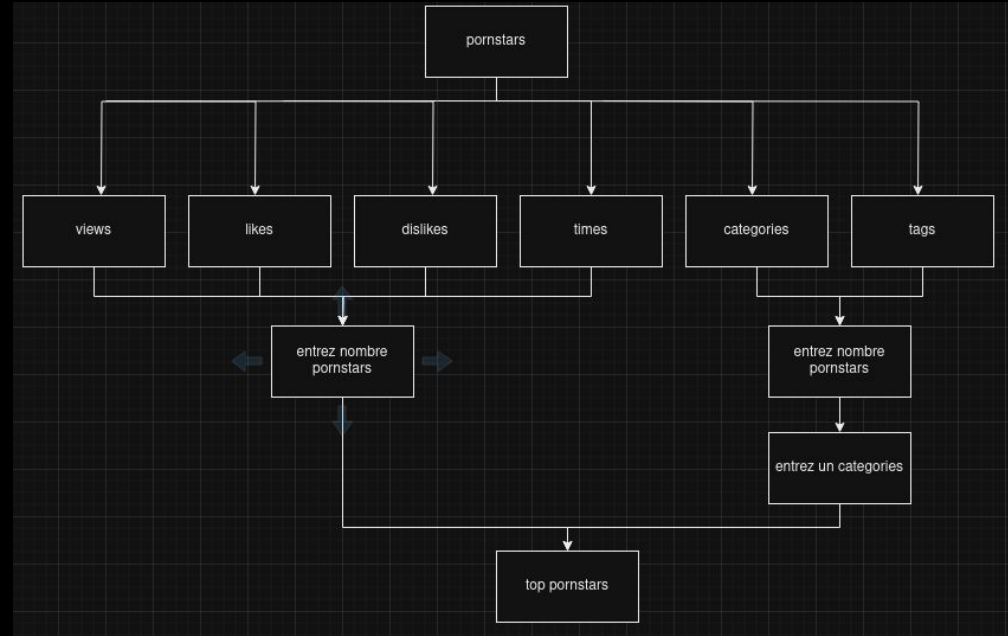 pornstars
views
likes
dislikes
times
categories
tags
entrez nombre
pornstars
entrez nombre
pornstars
entrez un categories
top pornstars